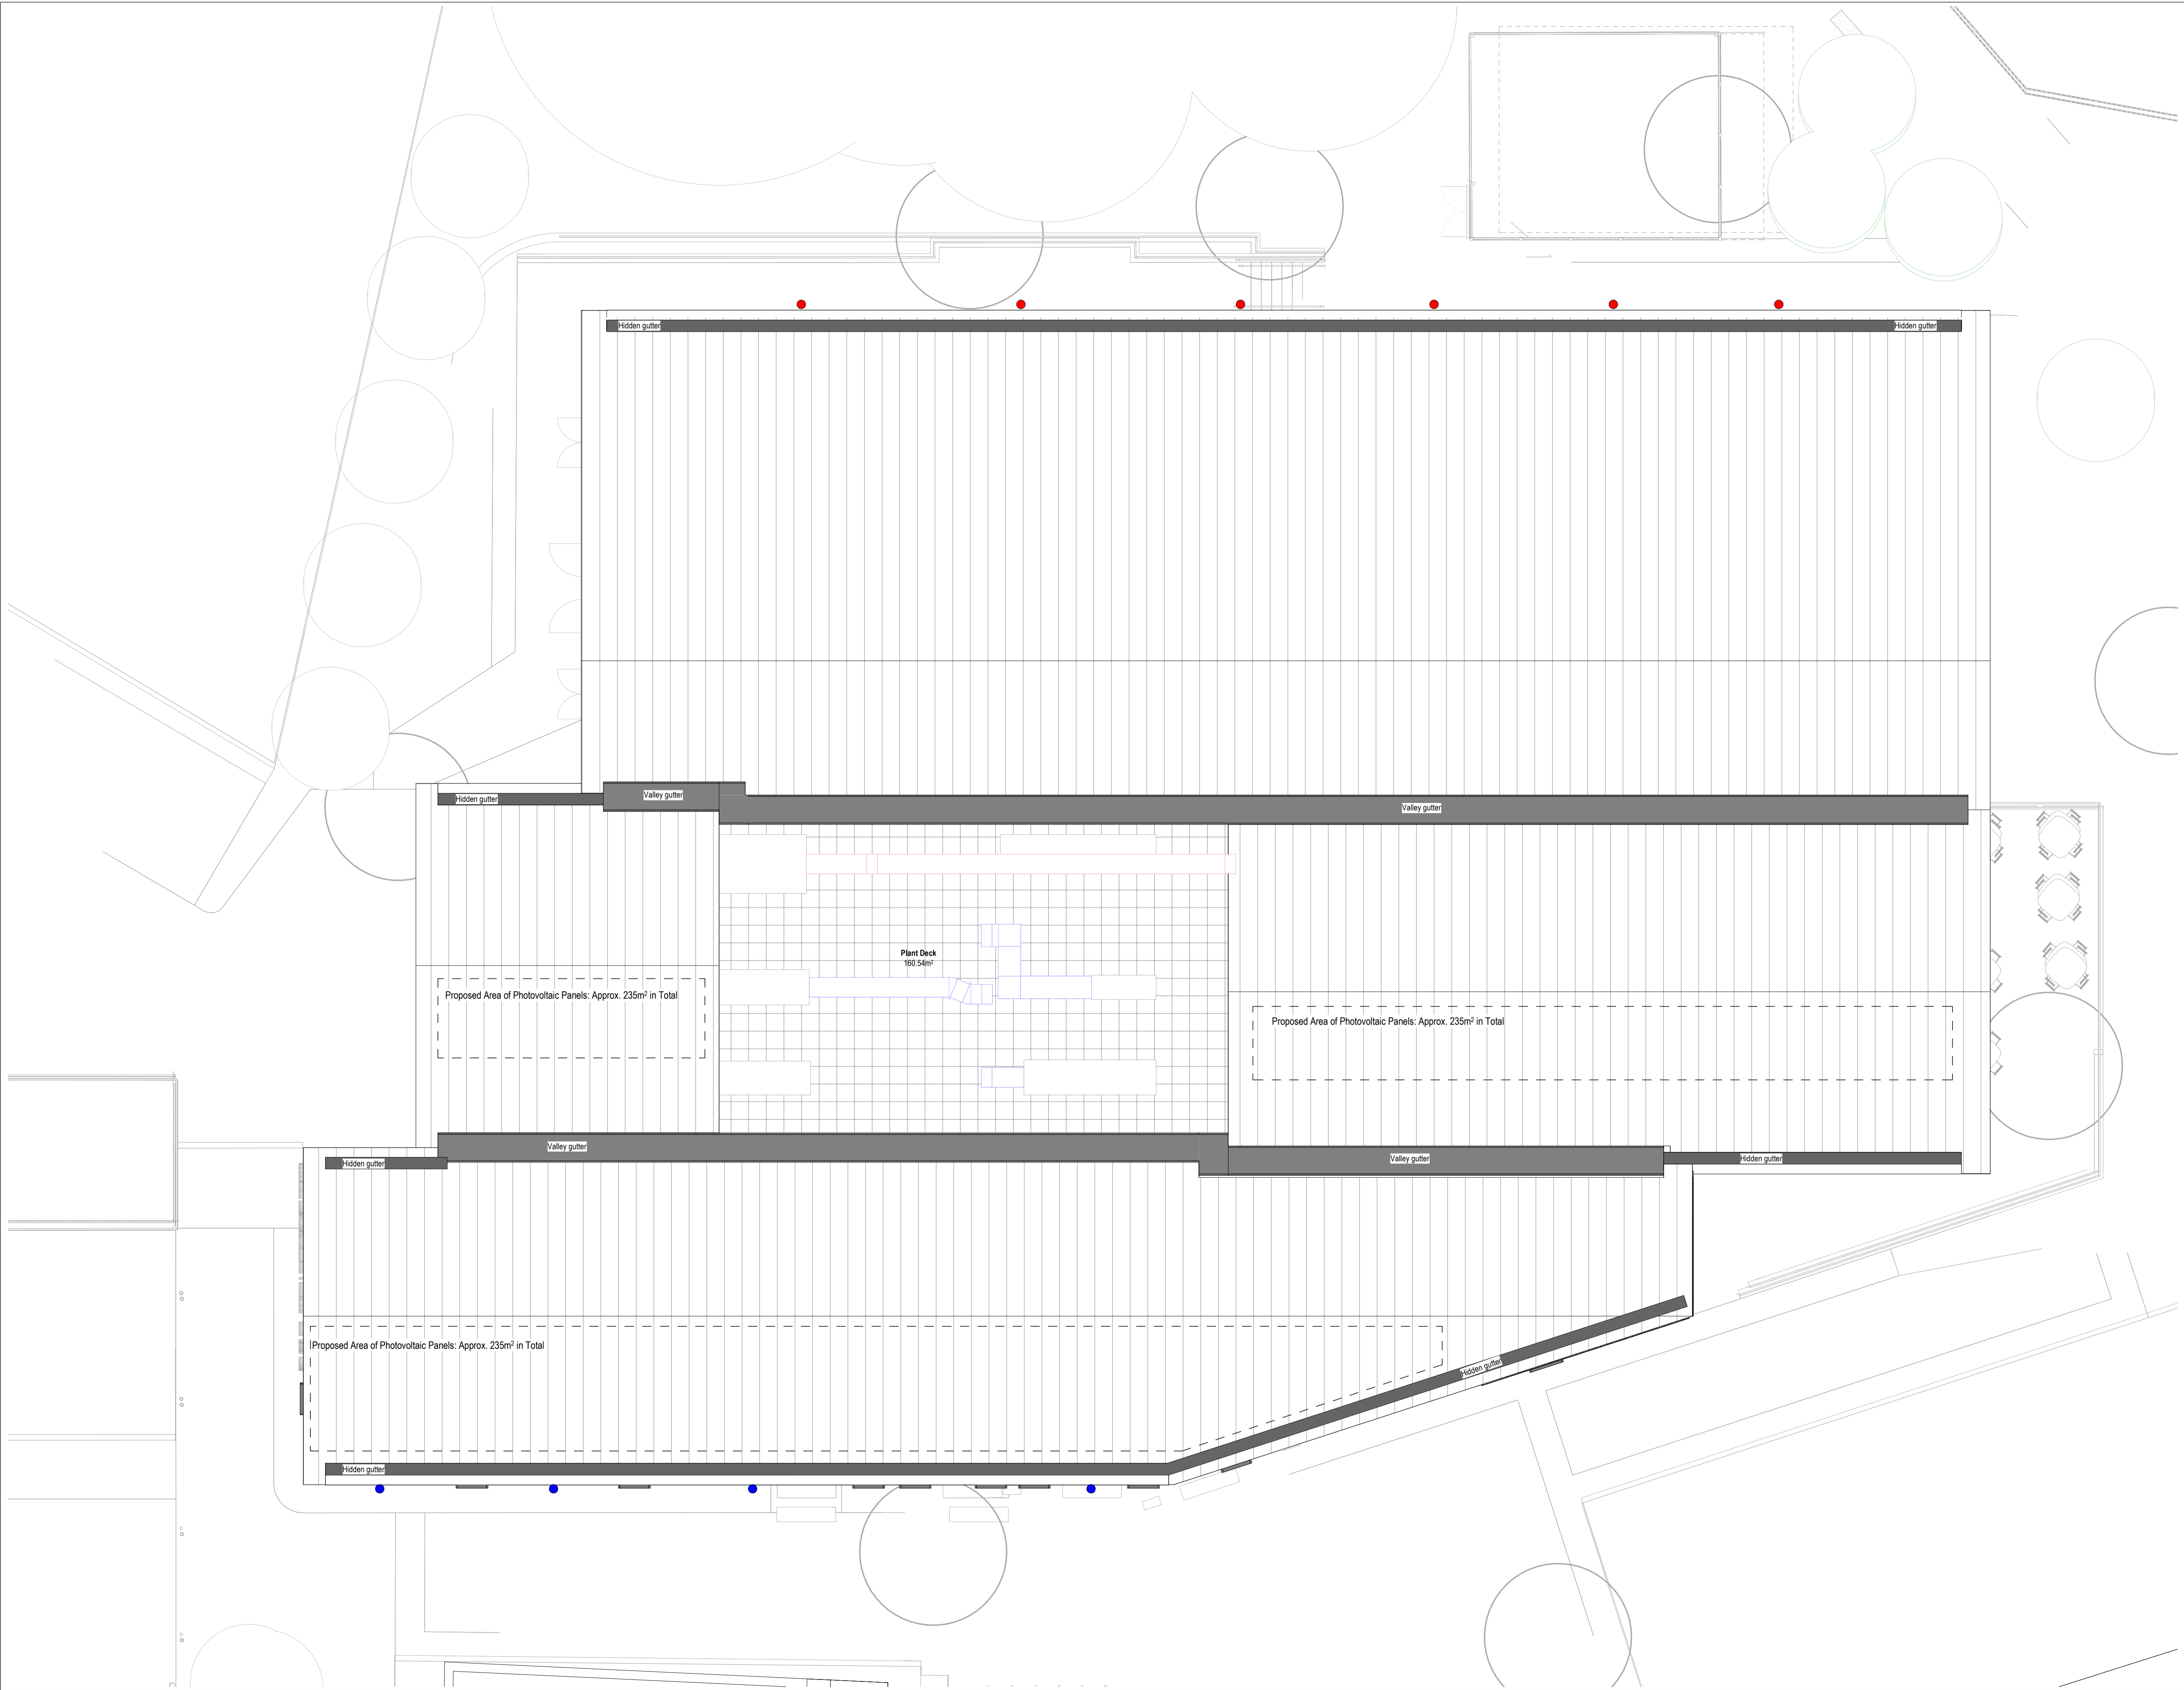 Hidden gutter
Hidden gutter
Hidden gutter
Valley gutter
Valley gutter
Plant Deck
160.54m²
Proposed Area of Photovoltaic Panels: Approx. 235m² in Total
Proposed Area of Photovoltaic Panels: Approx. 235m² in Total
Valley gutter
Valley gutter
Hidden gutter
Hidden gutter
Proposed Area of Photovoltaic Panels: Approx. 235m² in Total
Hidden gutter
Hidden gutter